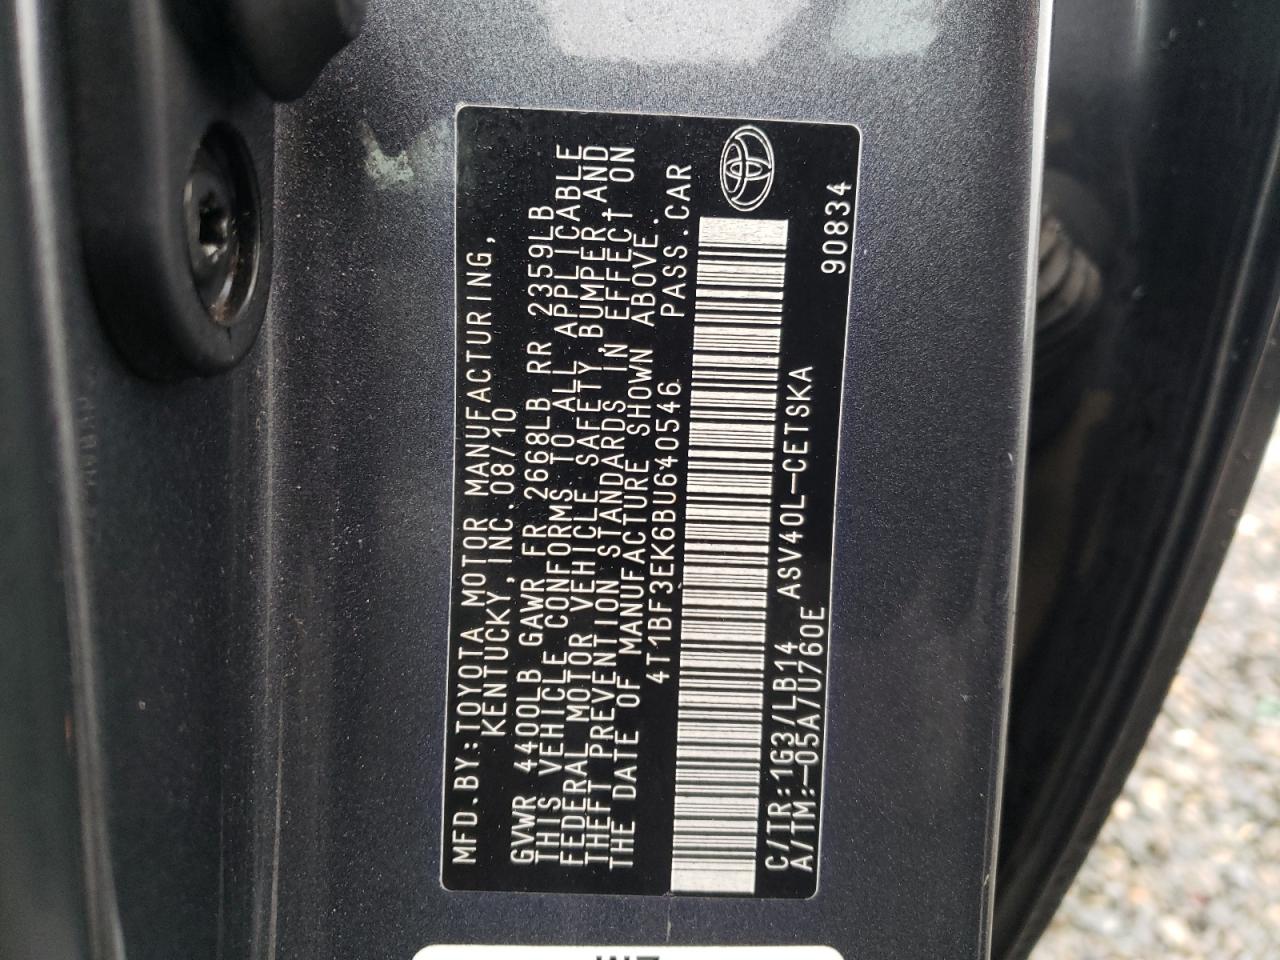 MFD.BY:TOYOTA MOTOR MANUFACTURING,
KENTUCKY,INC.08/10
GVWR 4400LB GAWR FR 2668LB RR 2359LB
THIS VEHICLE CONFORMS TO ALL APPLICABLE
FEDERAL MOTOR VEHICLE SAFETY,BUMPER,AND
THEFT PREVENTION STANDARDS IN EFFECT ON
THE DATE OF MANUFACTURE SHOWN ABOVE.
4T1BF3EK6BU640546 PASS.CAR
C/TR:1G3/LB14 ASV40L-CETSKA
A/TM:-05A/U760E
90834